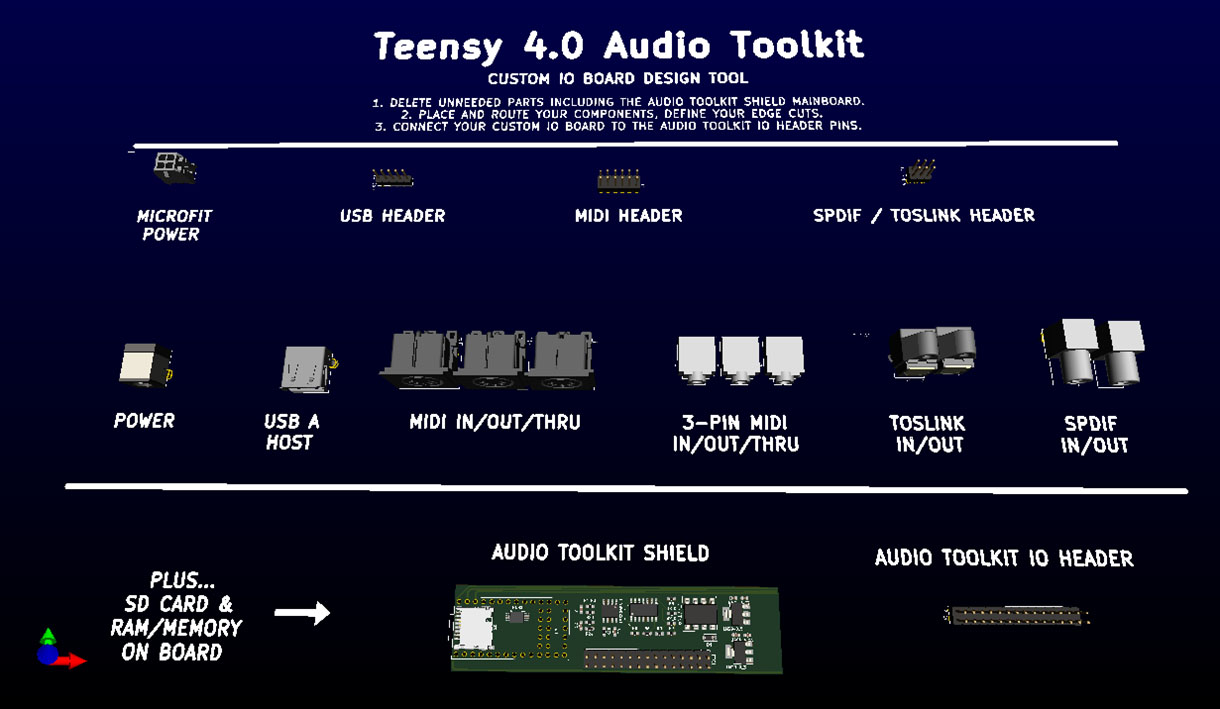 Teensy 4.0 Audio Toolkit
CUSTOM IO BOARD DESIGN TOOL
1. DELETE UNNEEDED PARTS INCLUDING THE AUDIO TOOLKIT SHIELD MAINBOARD.
2. PLACE AND ROUTE YOUR COMPONENTS, DEFINE YOUR EDGE CUTS.
3. CONNECT YOUR CUSTOM IO BOARD TO THE AUDIO TOOLKIT IO HEADER PINS.
MICROFIT
POWER
USB HEADER
MIDI HEADER
SPDIF / TOSLINK HEADER
POWER
USB A
HOST
MIDI IN/OUT/THRU
3-PIN MIDI
IN/OUT/THRU
TOSLINK
IN/OUT
SPDIF
IN/OUT
PLUS...
SD CARD &
RAM/MEMORY
ON BOARD
AUDIO TOOLKIT SHIELD
AUDIO TOOLKIT IO HEADER